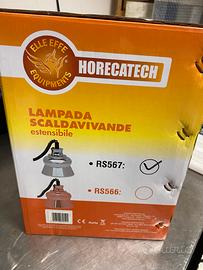 ELLE EFFE
EQUIPMENTS
HORECATECH
LAMPADA
SCALDAVIVANDE
estensibile
• RS567:
• RS566: